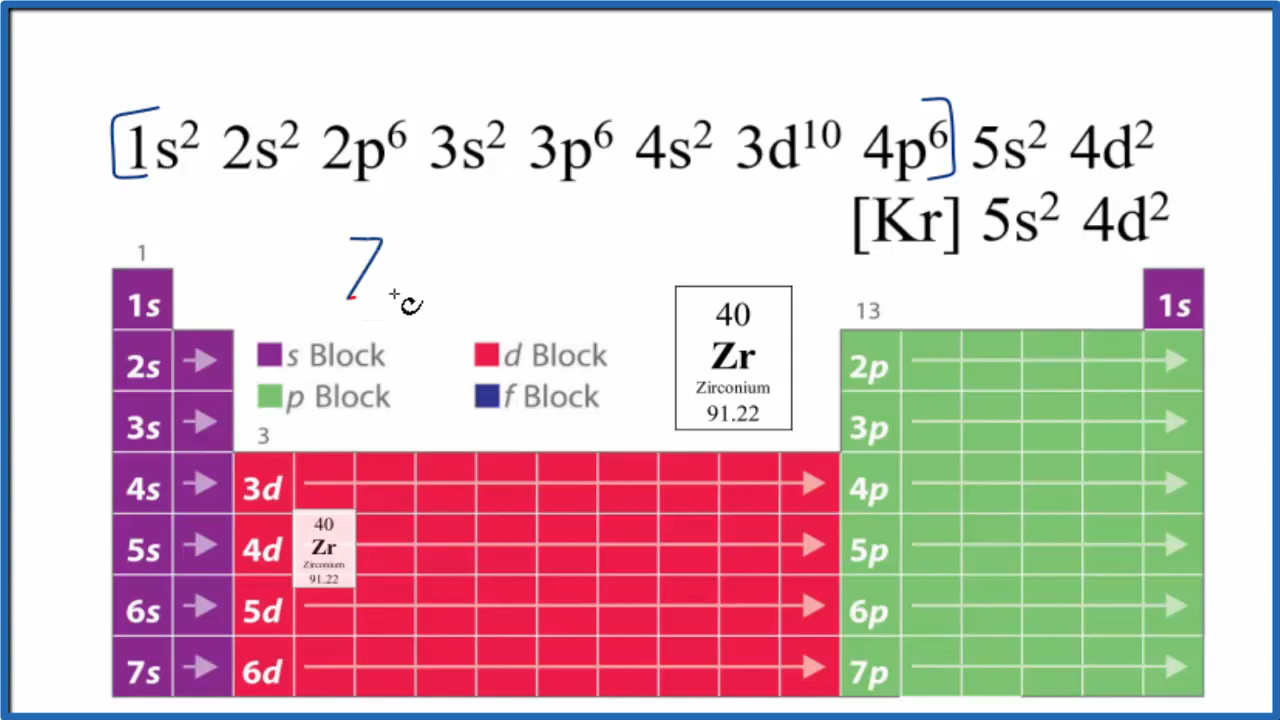 [1s² 2s² 2p⁶ 3s² 3p⁶ 4s² 3d¹⁰ 4p⁶] 5s² 4d²
[Kr] 5s² 4d²
1
1s
1s
13
40
Zr
Zirconium
91.22
2s
s Block
d Block
2p
p Block
f Block
3s
3
3p
4s
3d
4p
5s
4d
40
Zr
Zirconium
91.22
5p
6s
5d
6p
7s
6d
7p